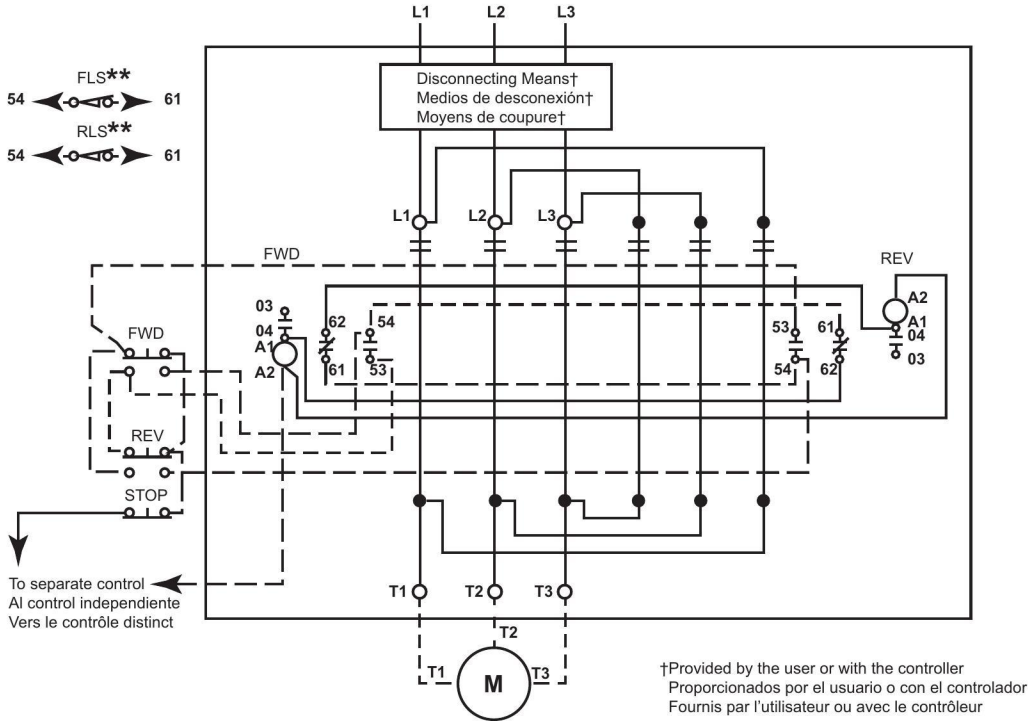 L1 L2 L3
FLS**
54 61
RLS**
54 61
Disconnecting Means†
Medios de desconexión†
Moyens de coupure†
L1 L2 L3
FWD
REV
A2
A1
04
03
03
04
A1
A2
62
61
54
53
53
54
61
62
FWD
REV
STOP
To separate control
Al control independiente
Vers le contrôle distinct
T1 T2 T3
T2
T1 M T3
†Provided by the user or with the controller
Proporcionados por el usuario o con el controlador
Fournis par l'utilisateur ou avec le contrôleur